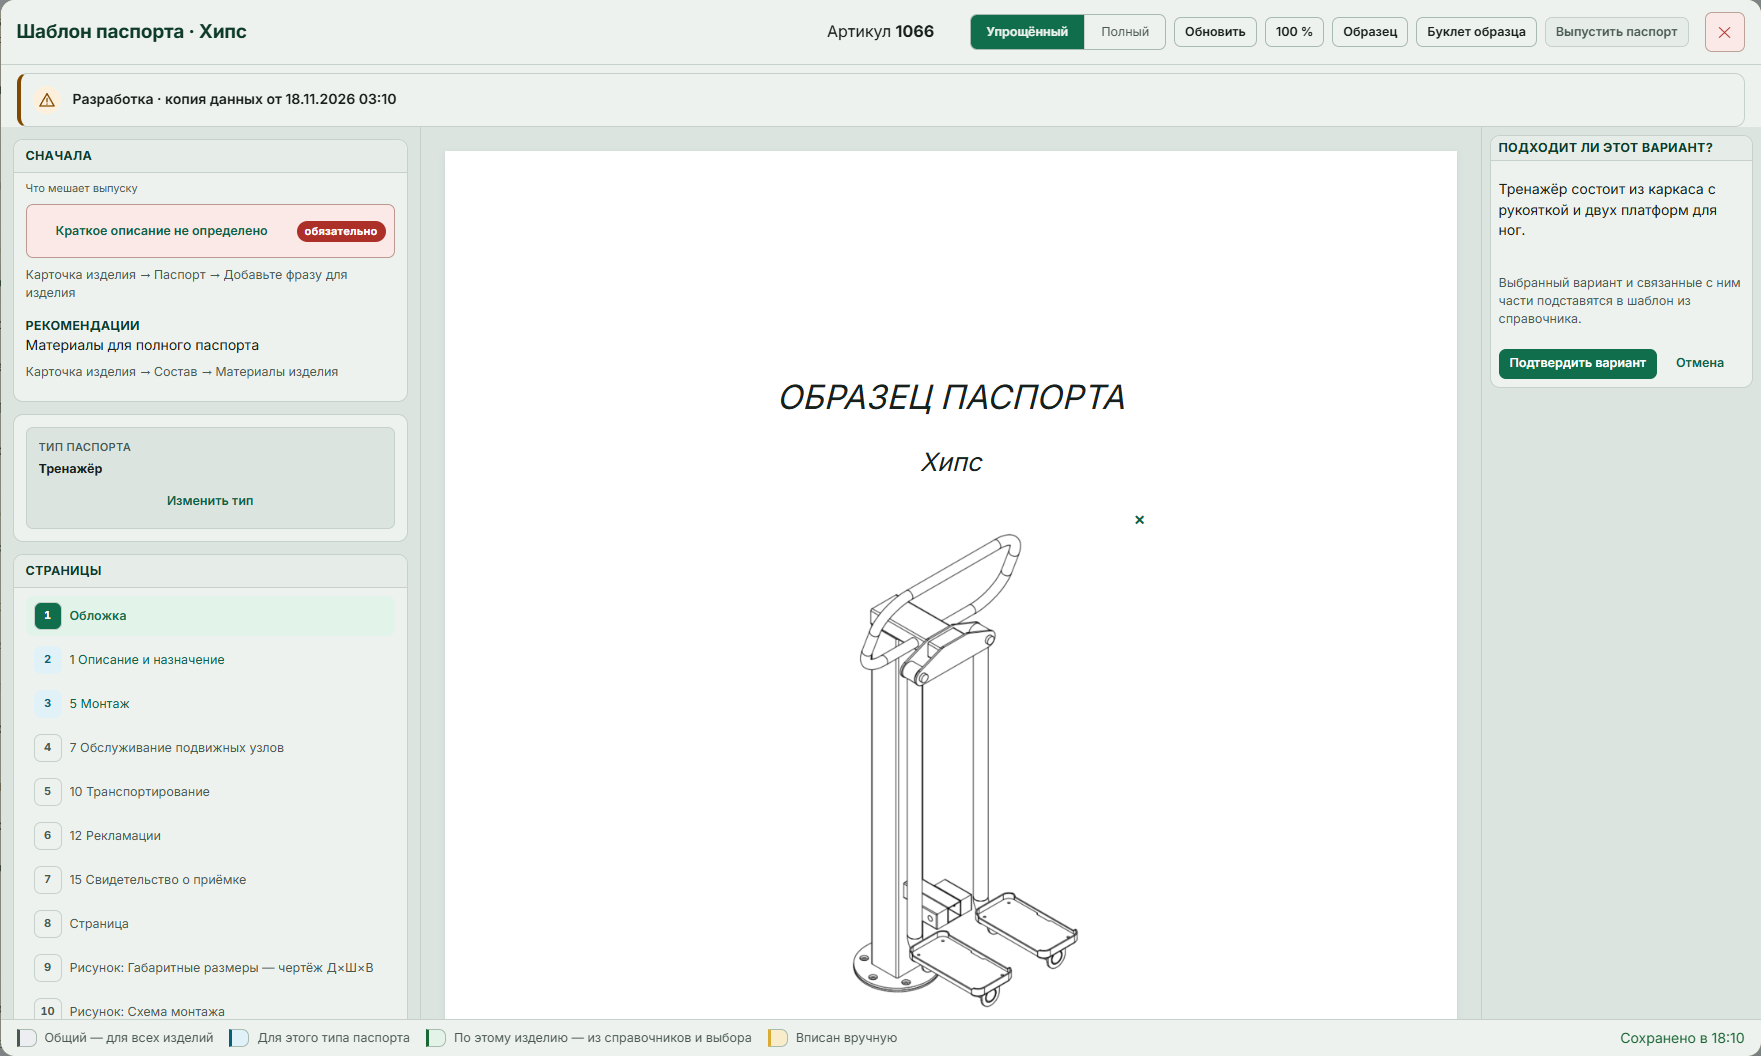 Шаблон паспорта · Хипс
Артикул 1066
Упрощённый
Полный
Обновить
100 %
Образец
Буклет образца
Выпустить паспорт
Разработка · копия данных от 18.11.2026 03:10
СНАЧАЛА
Что мешает выпуску
Краткое описание не определено
обязательно
Карточка изделия → Паспорт → Добавьте фразу для
изделия
РЕКОМЕНДАЦИИ
Материалы для полного паспорта
Карточка изделия → Состав → Материалы изделия
ТИП ПАСПОРТА
Тренажёр
Изменить тип
СТРАНИЦЫ
1 Обложка
2 1 Описание и назначение
3 5 Монтаж
4 7 Обслуживание подвижных узлов
5 10 Транспортирование
6 12 Рекламации
7 15 Свидетельство о приёмке
8 Страница
9 Рисунок: Габаритные размеры — чертёж Д×Ш×В
10 Рисунок: Схема монтажа
ОБРАЗЕЦ ПАСПОРТА
Хипс
ПОДХОДИТ ЛИ ЭТОТ ВАРИАНТ?
Тренажёр состоит из каркаса с
рукояткой и двух платформ для
ног.
Выбранный вариант и связанные с ним
части подставятся в шаблон из
справочника.
Подтвердить вариант
Отмена
Общий — для всех изделий
Для этого типа паспорта
По этому изделию — из справочников и выбора
Вписан вручную
Сохранено в 18:10